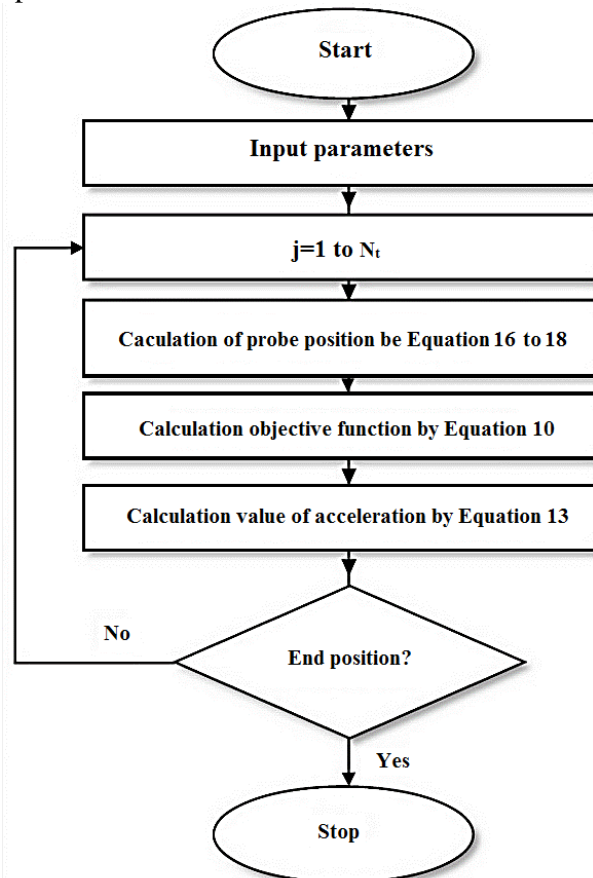 Start
Input parameters
j=1 to Nₜ
Caculation of probe position be Equation 16 to 18
Calculation objective function by Equation 10
Calculation value of acceleration by Equation 13
No
End position?
Yes
Stop